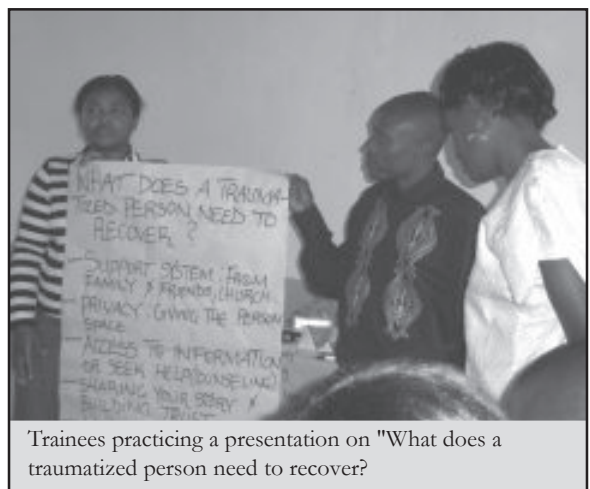 WHAT DOES A TRAUMA-
TIZED PERSON NEED TO
RECOVER ?
- SUPPORT SYSTEM: FROM
FAMILY & FRIENDS, CHURCH
- PRIVACY: GIVING THE PERSON
SPACE
- ACCESS TO INFORMATION
OR SEEK HELP (COUNSELING)
- SHARING YOUR STORY &
BUILDING TRUST
Trainees practicing a presentation on "What does a
traumatized person need to recover?